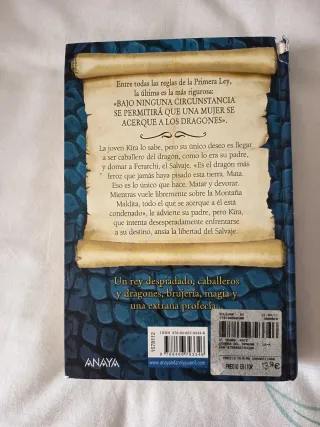 Entre todas las reglas de la Primera Ley,
la última es la más rigurosa:
«BAJO NINGUNA CIRCUNSTANCIA
SE PERMITIRÁ QUE UNA MUJER SE
ACERQUE A LOS DRAGONES».
La joven Kira lo sabe, pero su único deseo es llegar
a ser caballero del dragón, como lo era su padre,
y domar a Ferarchi, el Salvaje. «Es el dragón más
feroz que jamás haya pisado esta tierra. Mata.
Eso es lo único que hace. Matar y devorar.
Mientras vuele libremente sobre la Montaña
Maldita, todo el que se acerque a él está
condenado», le advierte su padre, pero Kira,
que intenta desesperadamente enfrentarse
a su destino, ansía la libertad del Salvaje.
Un rey despiadado, caballeros
y dragones, brujería, magia y
una extraña profecía.
ANAYA
PRECIO EDITOR